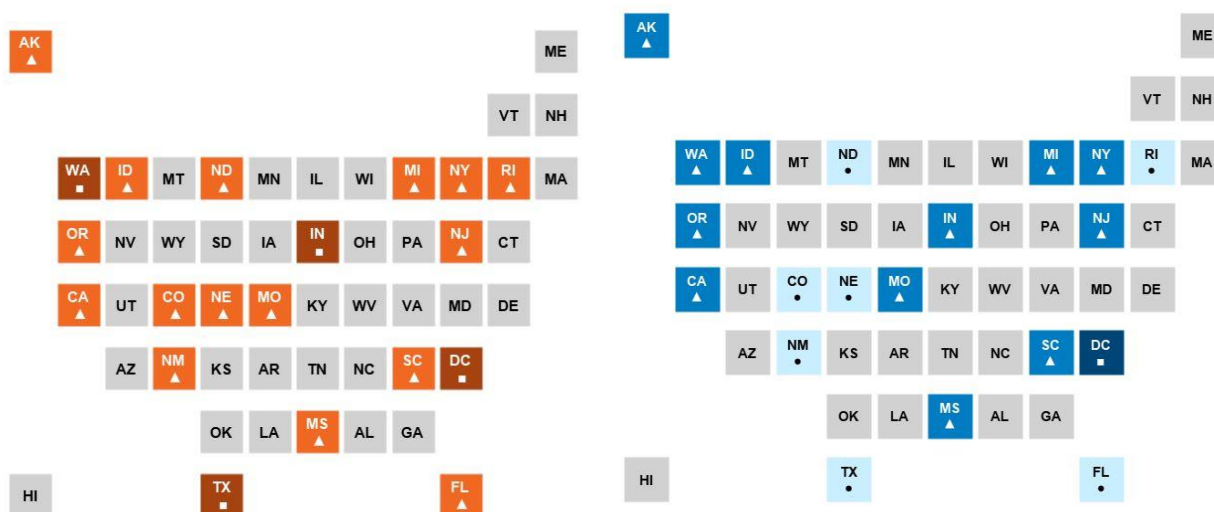 AK
ME
VT NH
WA ID MT ND MN IL WI MI NY RI MA
OR NV WY SD IA IN OH PA NJ CT
CA UT CO NE MO KY WV VA MD DE
AZ NM KS AR TN NC SC DC
OK LA MS AL GA
HI TX FL
AK
ME
VT NH
WA ID MT ND MN IL WI MI NY RI MA
OR NV WY SD IA IN OH PA NJ CT
CA UT CO NE MO KY WV VA MD DE
AZ NM KS AR TN NC SC DC
OK LA MS AL GA
HI TX FL